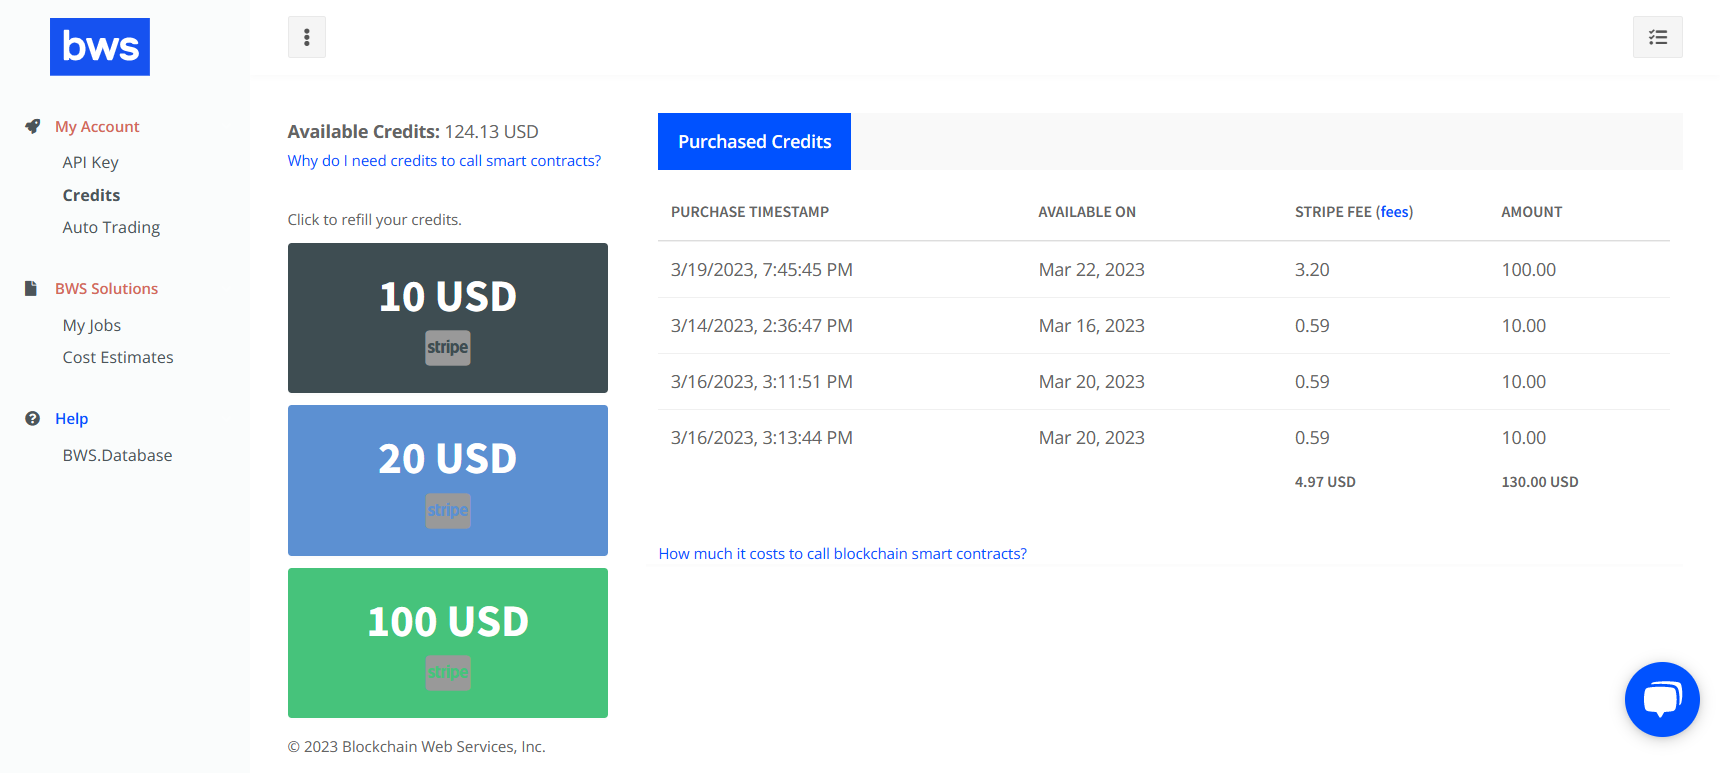 bws
My Account
API Key
Credits
Auto Trading
BWS Solutions
My Jobs
Cost Estimates
Help
BWS.Database
Available Credits: 124.13 USD
Why do I need credits to call smart contracts?
Click to refill your credits.
10 USD
stripe
20 USD
stripe
100 USD
stripe
© 2023 Blockchain Web Services, Inc.
Purchased Credits
PURCHASE TIMESTAMP AVAILABLE ON STRIPE FEE (fees) AMOUNT
3/19/2023, 7:45:45 PM Mar 22, 2023 3.20 100.00
3/14/2023, 2:36:47 PM Mar 16, 2023 0.59 10.00
3/16/2023, 3:11:51 PM Mar 20, 2023 0.59 10.00
3/16/2023, 3:13:44 PM Mar 20, 2023 0.59 10.00
4.97 USD 130.00 USD
How much it costs to call blockchain smart contracts?